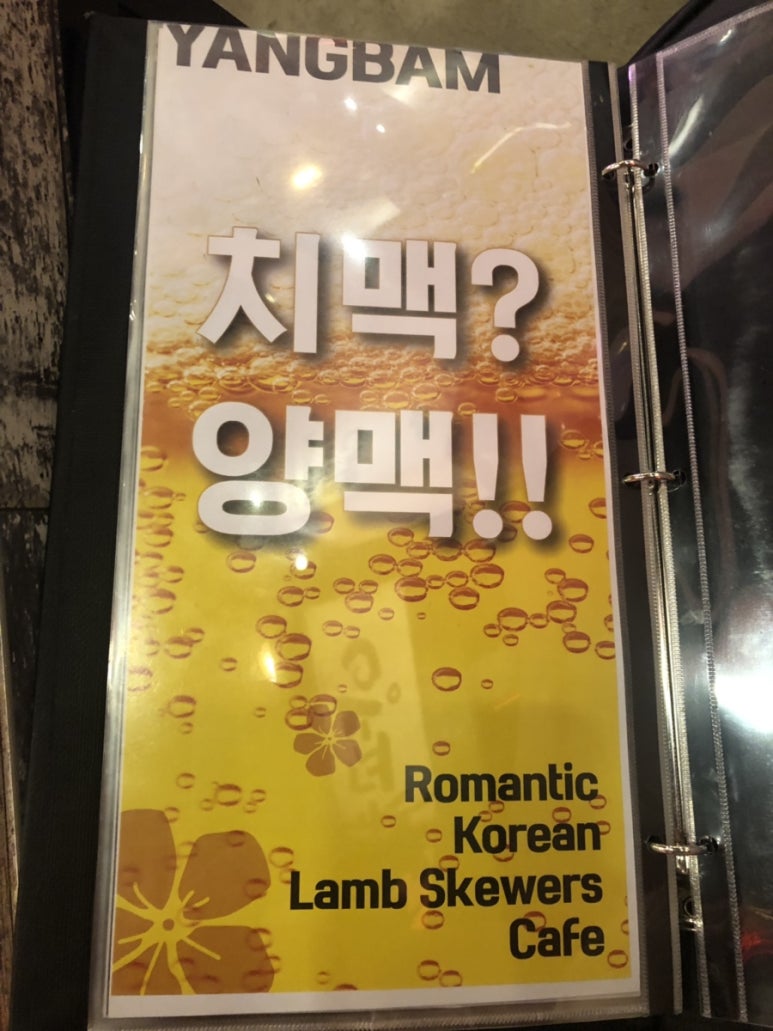 YANGBAM
치맥?
양맥!!
Romantic
Korean
Lamb Skewers
Cafe